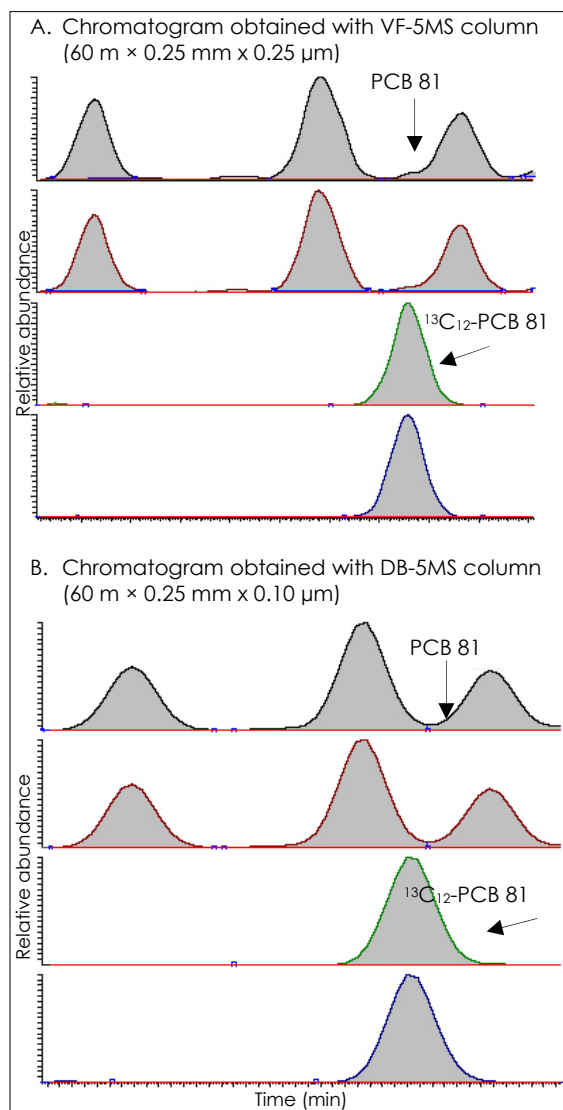 A. Chromatogram obtained with VF-5MS column
(60 m × 0.25 mm x 0.25 µm)
PCB 81
Relative abundance
¹³C₁₂-PCB 81
B. Chromatogram obtained with DB-5MS column
(60 m × 0.25 mm x 0.10 µm)
PCB 81
Relative abundance
¹³C₁₂-PCB 81
Time (min)